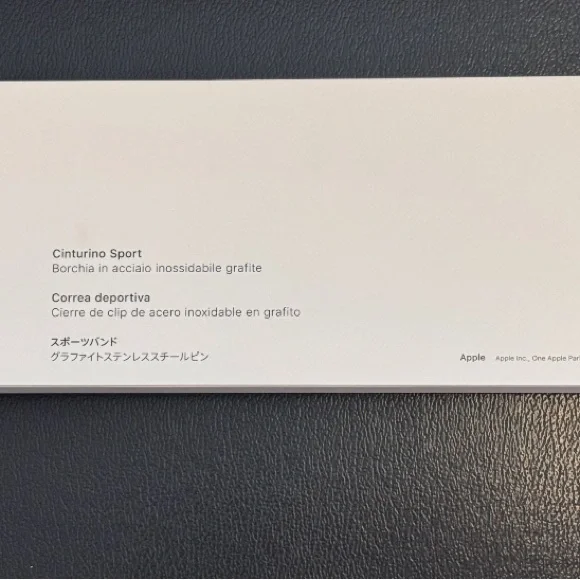 Cinturino Sport
Borchia in acciaio inossidabile grafite
Correa deportiva
Cierre de clip de acero inoxidable en grafito
スポーツバンド
グラファイトステンレススチールピン
Apple Apple Inc., One Apple Par